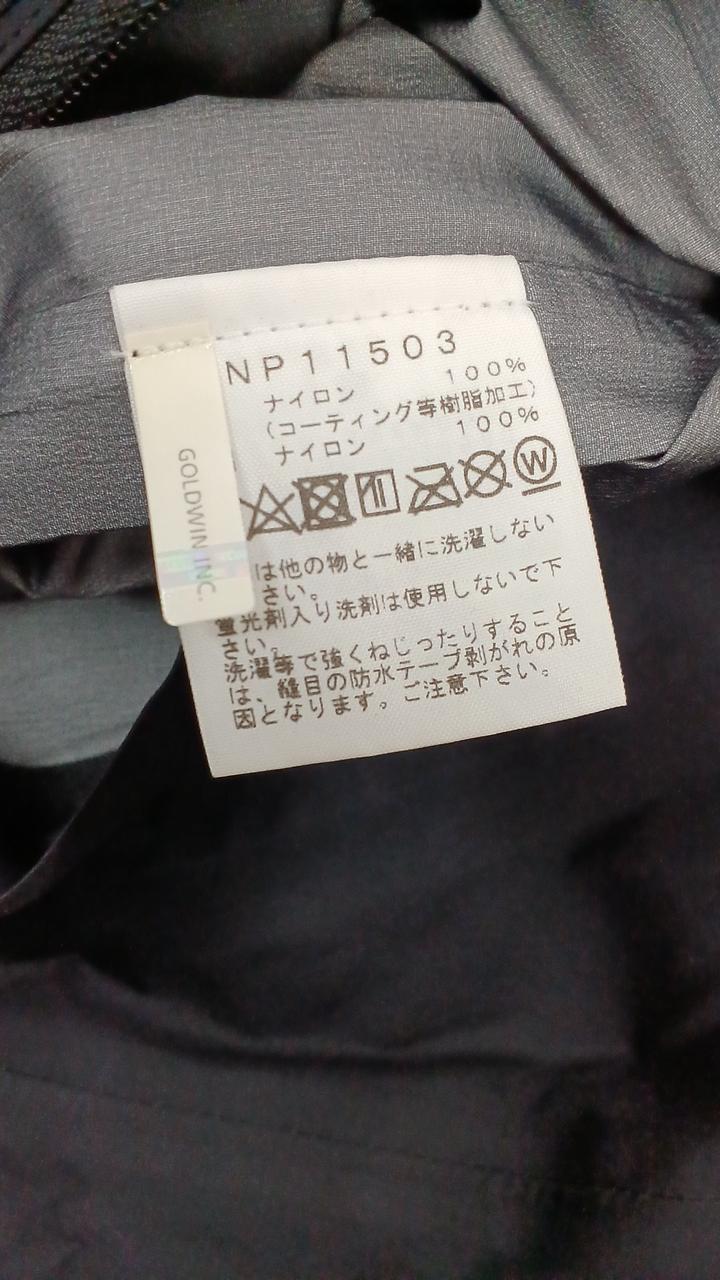 NP11503
ナイロン 100%
(コーティング等樹脂加工)
ナイロン 100%
W
は他の物と一緒に洗濯しない
さい。
蛍光剤入り洗剤は使用しないで下
さい。
洗濯等で強くねじったりすること
は、縫目の防水テープ剥がれの原
因となります。ご注意下さい。
GOLDWIN INC.